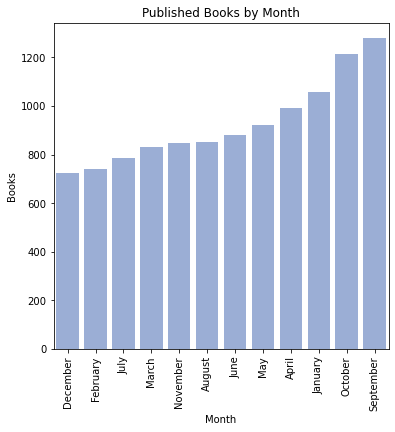 Published Books by Month
Books
1200
1000
800
600
400
200
0
December
February
July
March
November
August
June
May
April
January
October
September
Month